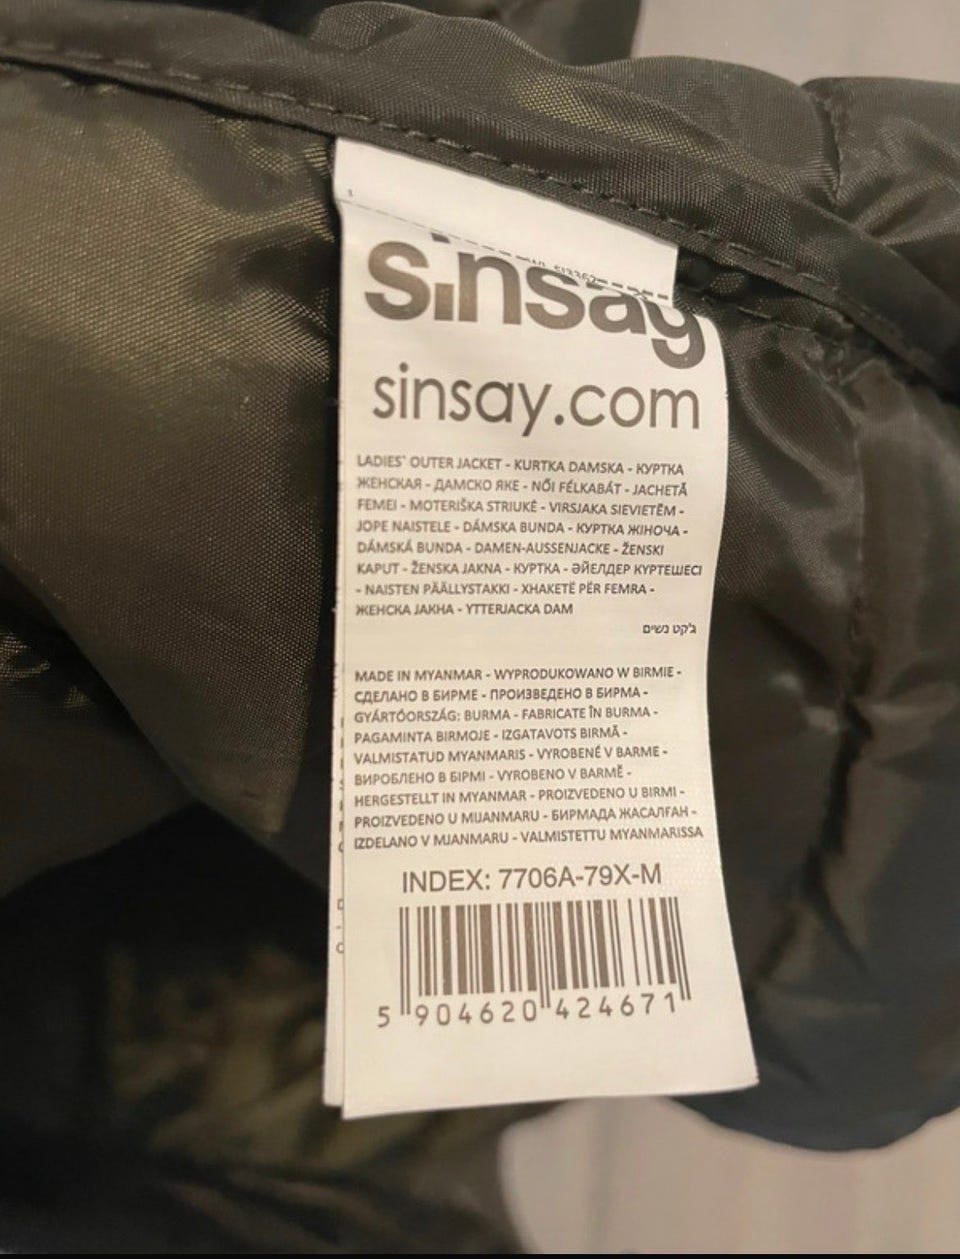 sinsay
sinsay.com
LADIES' OUTER JACKET - KURTKA DAMSKA - КУРТКА
ЖЕНСКАЯ - ДАМСКО ЯКЕ - NŐI FÉLKABÁT - JACHETĂ
FEMEI - MOTERIŠKA STRIUKĖ - VIRSJAKA SIEVIETĒM -
JOPE NAISTELE - DÁMSKA BUNDA - КУРТКА ЖІНОЧА -
DÁMSKÁ BUNDA - DAMEN-AUSSENJACKE - ŽENSKI
KAPUT - ŽENSKA JAKNA - КУРТКА - ӘЙЕЛДЕР КУРТЕШЕСІ
- NAISTEN PÄÄLLYSTAKKI - XHAKETË PËR FEMRA -
ЖЕНСКА ЈАКНА - YTTERJACKA DAM
ג'קט נשים
MADE IN MYANMAR - WYPRODUKOWANO W BIRMIE -
СДЕЛАНО В БИРМЕ - ПРОИЗВЕДЕНО В БИРМА -
GYÁRTÓORSZÁG: BURMA - FABRICATE ÎN BURMA -
PAGAMINTA BIRMOJE - IZGATAVOTS BIRMĀ -
VALMISTATUD MYANMARIS - VYROBENÉ V BARME -
ВИРОБЛЕНО В БІРМІ - VYROBENO V BARMĚ -
HERGESTELLT IN MYANMAR - PROIZVEDENO U BIRMI -
PROIZVEDENO U MIJANMARU - БИРМАДА ЖАСАЛҒАН -
IZDELANO V MJANMARU - VALMISTETTU MYANMARISSA
INDEX: 7706A-79X-M
5 904620 424671